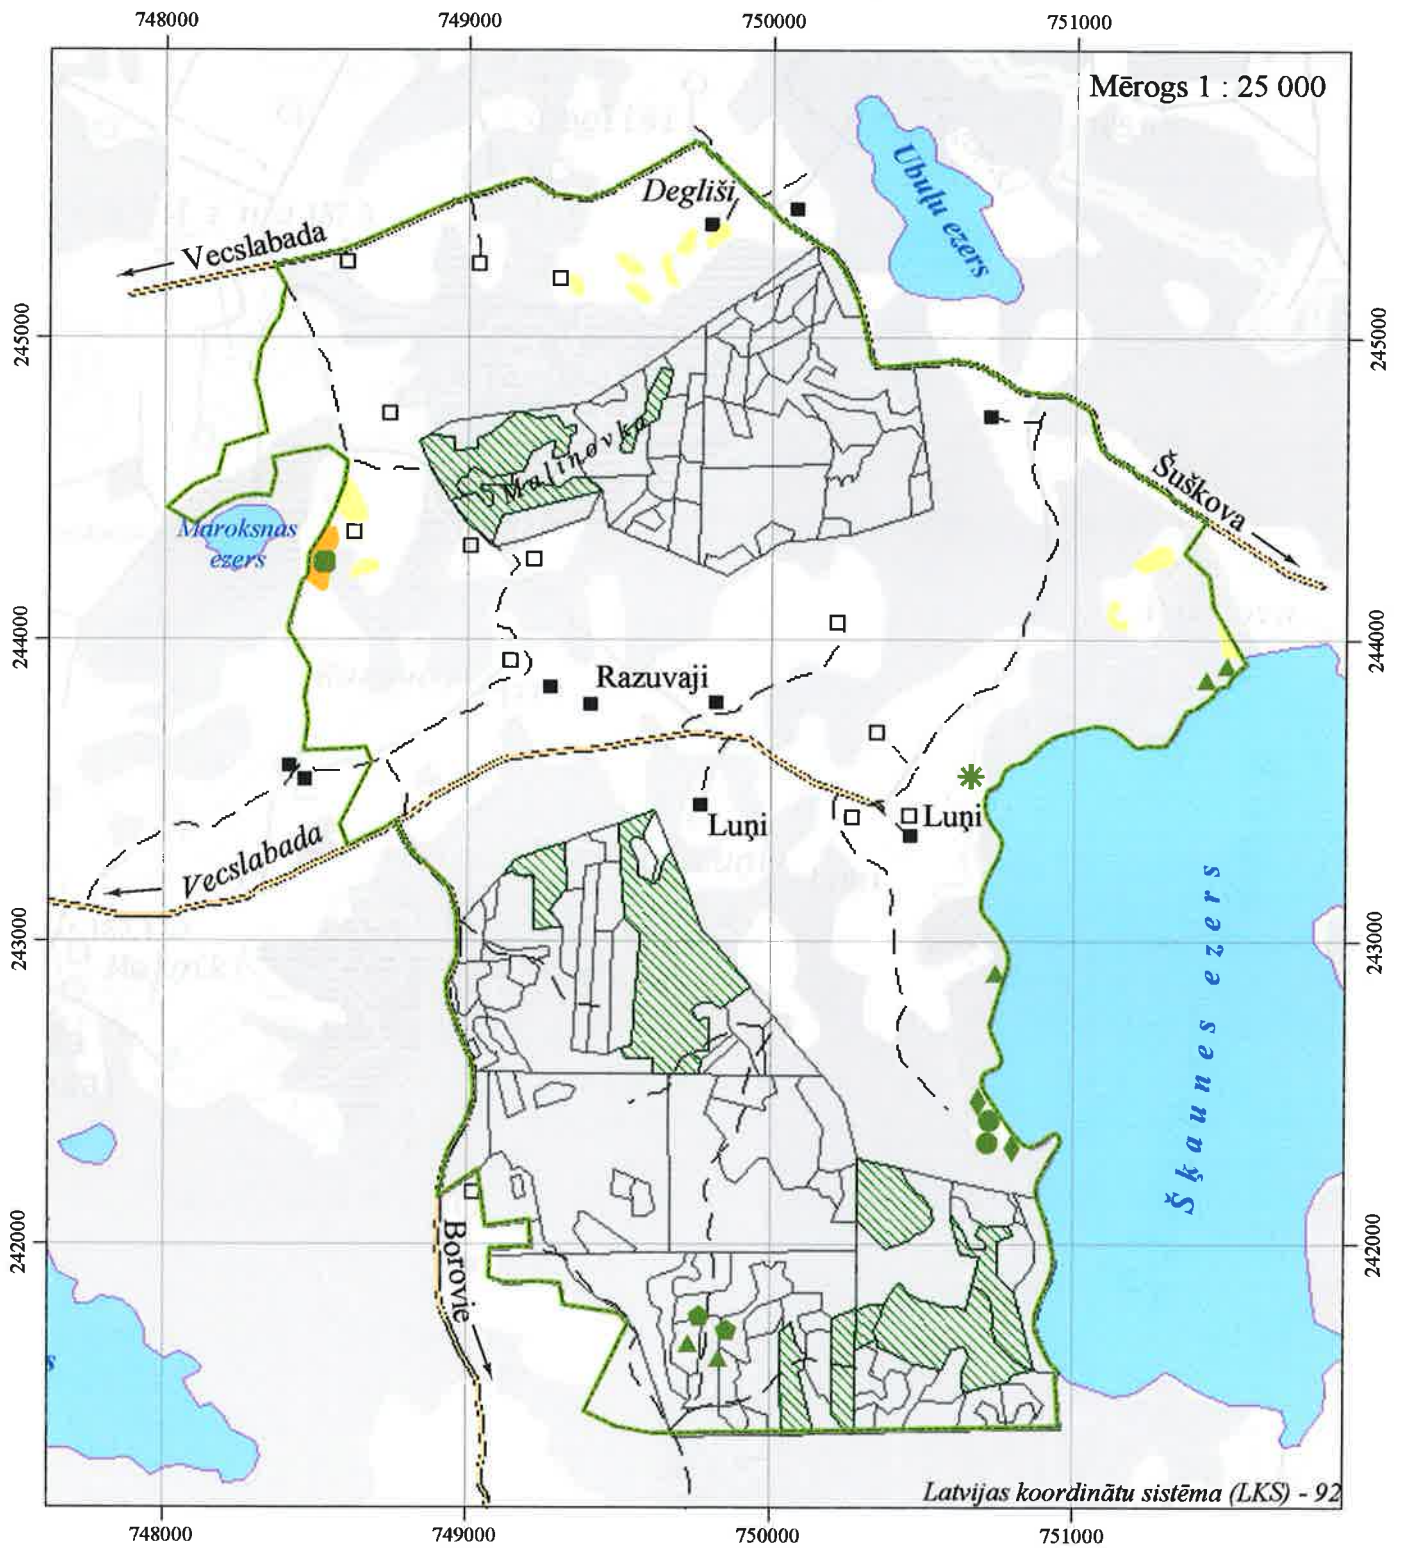 748000 749000 750000 751000
Mērogs 1 : 25 000
Ubuļu ezers
Degliši
Vecslabada
245000
245000
Malinovka
Šuškova
Maroksnas
ezers
244000
244000
Razuvaji
Luņi
Luņi
Vecslabada
243000
243000
Šķaunes ezers
242000
242000
Borovie
s
Latvijas koordinātu sistēma (LKS) - 92
748000 749000 750000 751000